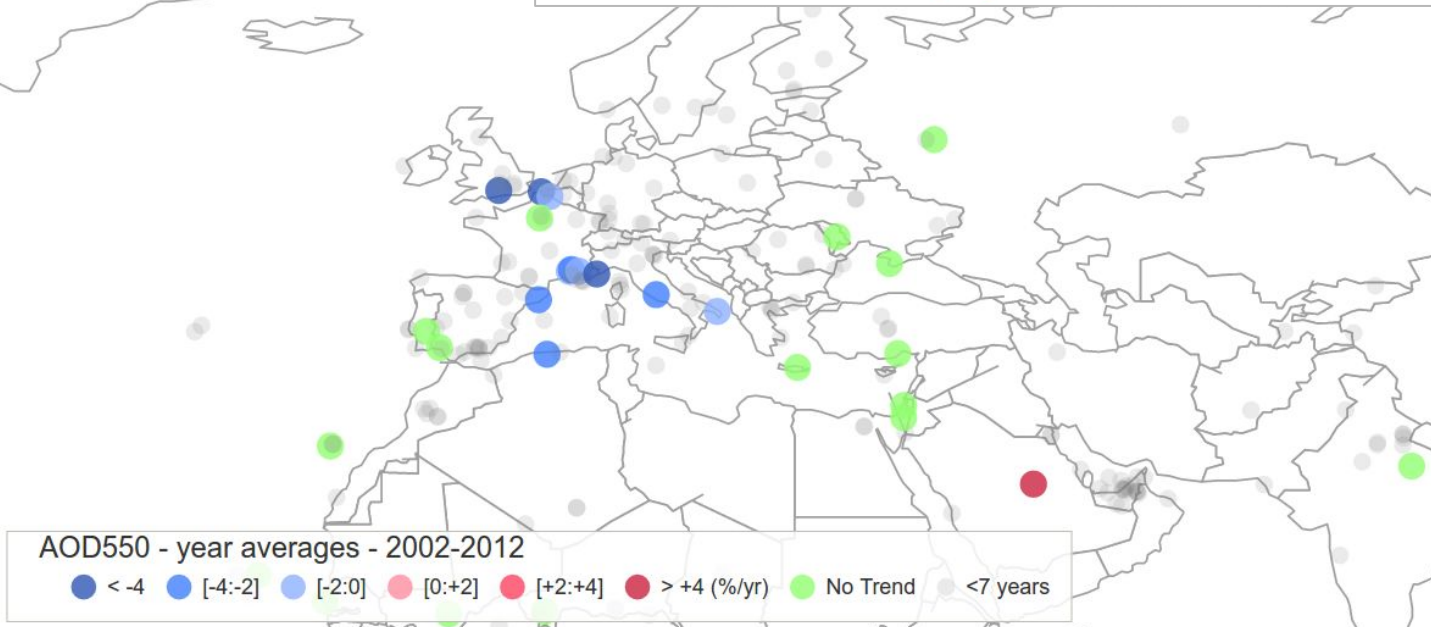 AOD550 - year averages - 2002-2012
< -4 [-4:-2] [-2:0] [0:+2] [+2:+4] > +4 (%/yr) No Trend <7 years